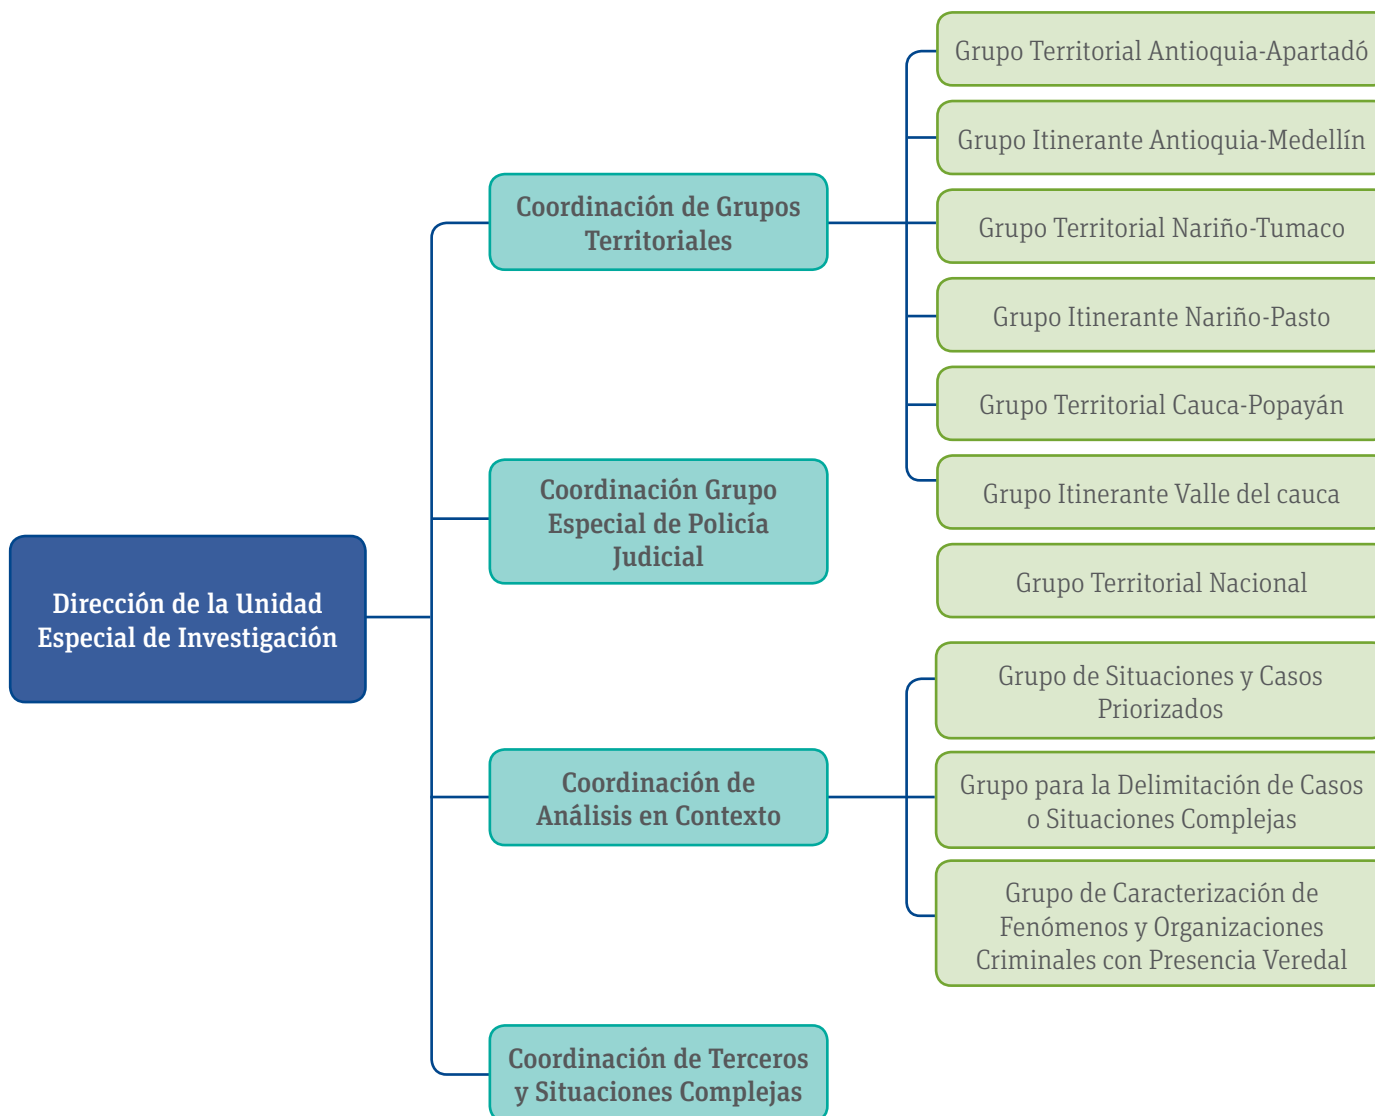 Dirección de la Unidad
Especial de Investigación
Coordinación de Grupos
Territoriales
Grupo Territorial Antioquia-Apartadó
Grupo Itinerante Antioquia-Medellín
Grupo Territorial Nariño-Tumaco
Grupo Itinerante Nariño-Pasto
Grupo Territorial Cauca-Popayán
Grupo Itinerante Valle del cauca
Grupo Territorial Nacional
Coordinación Grupo
Especial de Policía
Judicial
Coordinación de
Análisis en Contexto
Grupo de Situaciones y Casos
Priorizados
Grupo para la Delimitación de Casos
o Situaciones Complejas
Grupo de Caracterización de
Fenómenos y Organizaciones
Criminales con Presencia Veredal
Coordinación de Terceros
y Situaciones Complejas